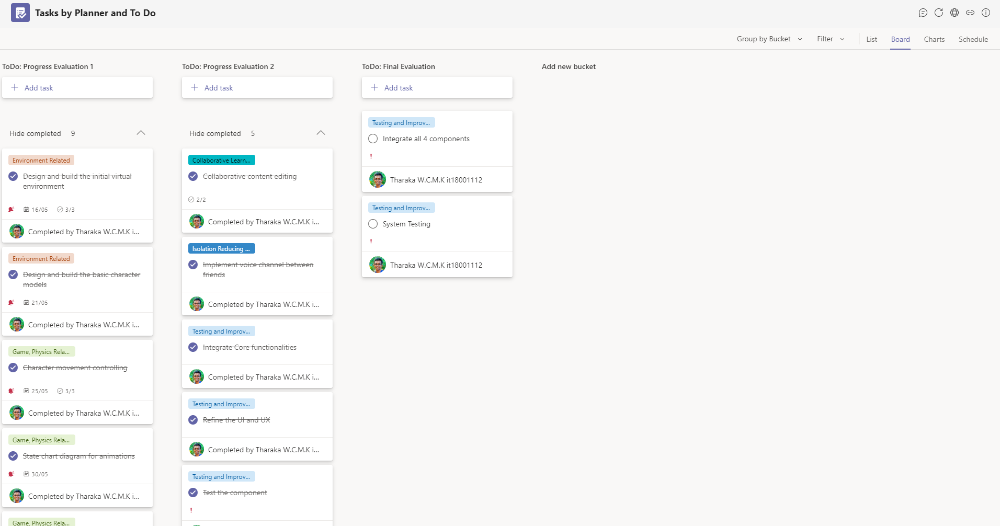 Tasks by Planner and To Do
Group by Bucket
Filter
List
Board
Charts
Schedule
ToDo: Progress Evaluation 1
Add task
Hide completed 9
Environment Related
Design and build the initial virtual
environment
16/05 3/3
Completed by Tharaka W.C.M.K i...
Environment Related
Design and build the basic character
models
21/05
Completed by Tharaka W.C.M.K i...
Game, Physics Rela...
Character movement controlling
25/05 3/3
Completed by Tharaka W.C.M.K i...
Game, Physics Rela...
State chart diagram for animations
30/05
Completed by Tharaka W.C.M.K i...
Game, Physics Rela...
ToDo: Progress Evaluation 2
Add task
Hide completed 5
Collaborative Learn...
Collaborative content editing
2/2
Completed by Tharaka W.C.M.K i...
Isolation Reducing ...
Implement voice channel between
friends
Completed by Tharaka W.C.M.K i...
Testing and Improv...
Integrate Core functionalities
Completed by Tharaka W.C.M.K i...
Testing and Improv...
Refine the UI and UX
Completed by Tharaka W.C.M.K i...
Testing and Improv...
Test the component
!
ToDo: Final Evaluation
Add task
Testing and Improv...
Integrate all 4 components
!
Tharaka W.C.M.K it18001112
Testing and Improv...
System Testing
!
Tharaka W.C.M.K it18001112
Add new bucket